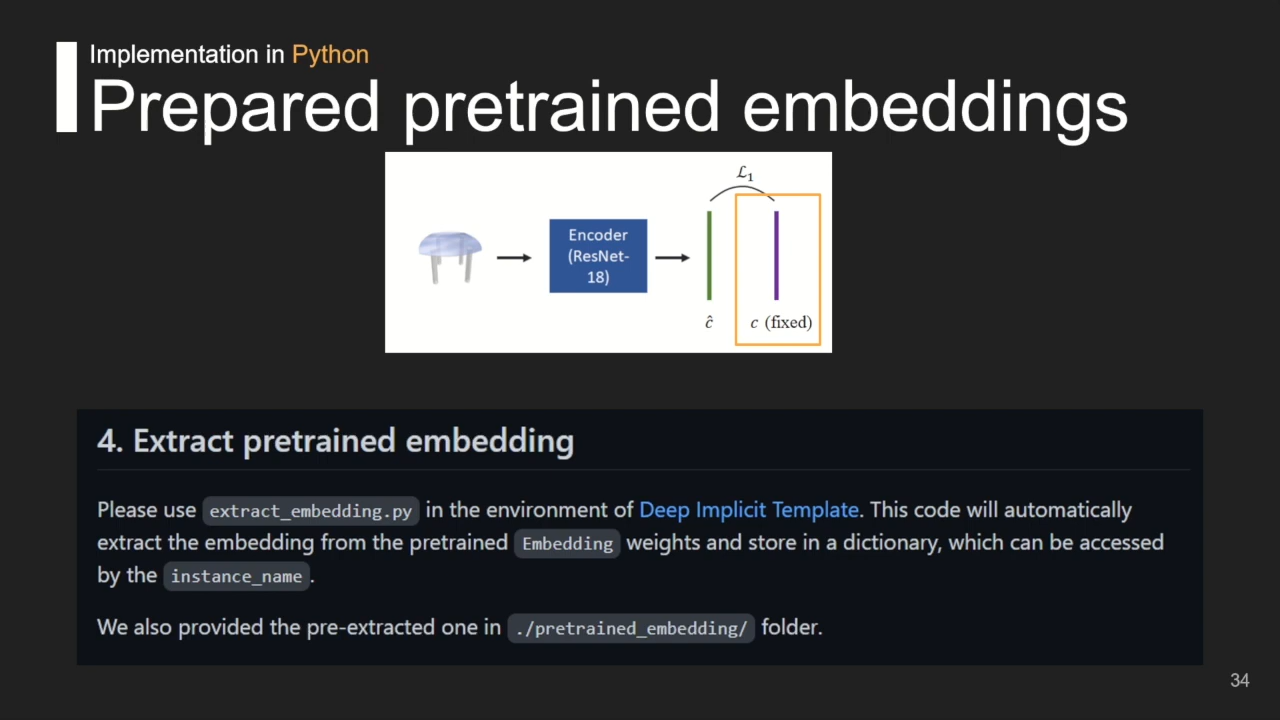 Implementation in Python
Prepared pretrained embeddings
ℒ₁
Encoder
(ResNet-
18)
ĉ
c (fixed)
4. Extract pretrained embedding
Please use extract_embedding.py in the environment of Deep Implicit Template. This code will automatically
extract the embedding from the pretrained Embedding weights and store in a dictionary, which can be accessed
by the instance_name.
We also provided the pre-extracted one in ./pretrained_embedding/ folder.
34